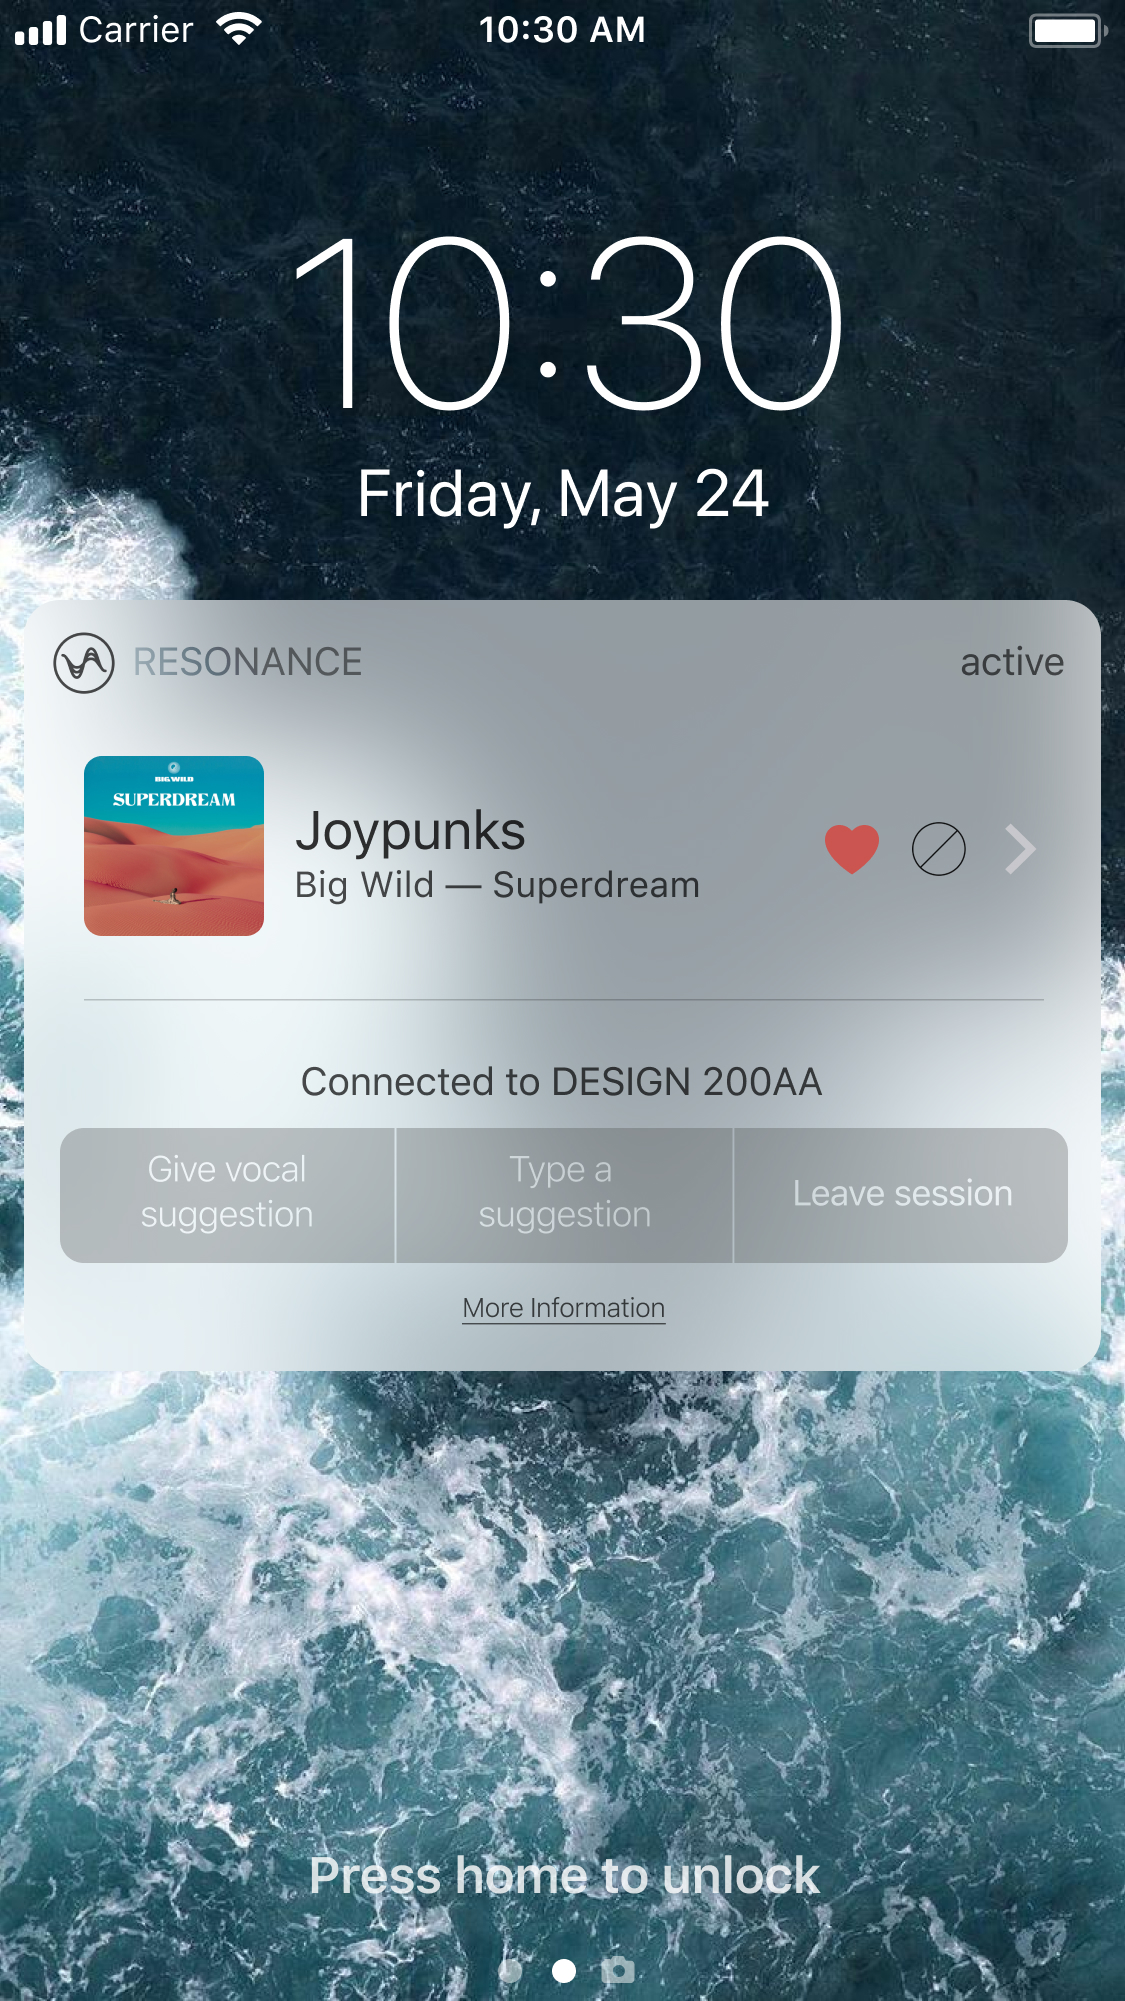 Carrier 10:30 AM
10:30
Friday, May 24
RESONANCE active
BIG WILD
SUPERDREAM
Joypunks
Big Wild — Superdream
Connected to DESIGN 200AA
Give vocal
suggestion
Type a
suggestion
Leave session
More Information
Press home to unlock